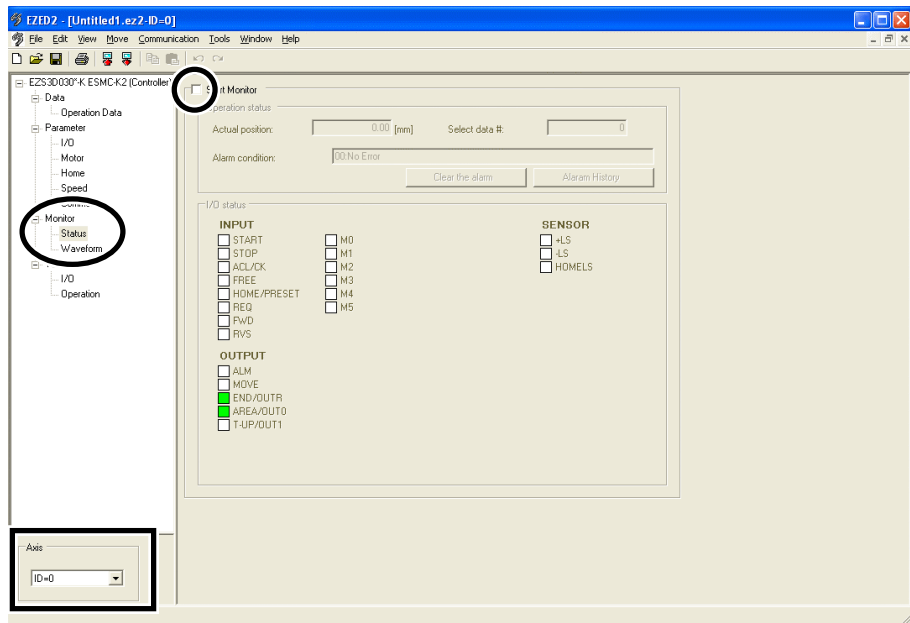 EZED2 - [Untitled1.ez2-ID=0]
File Edit View Move Communication Tools Window Help
EZS3D030*-K ESMC-K2 (Controller)
Data
Operation Data
Parameter
I/O
Motor
Home
Speed
Monitor
Status
Waveform
I/O
Operation
Axis
ID=0
Monitor
Operation status
Actual position: 0.00 [mm] Select data #: 0
Alarm condition: 00:No Error
Clear the alarm Alaram History
I/O status
INPUT
START
STOP
ACL/CK
FREE
HOME/PRESET
REQ
FWD
RVS
M0
M1
M2
M3
M4
M5
SENSOR
+LS
-LS
HOMELS
OUTPUT
ALM
MOVE
END/OUTR
AREA/OUT0
T-UP/OUT1